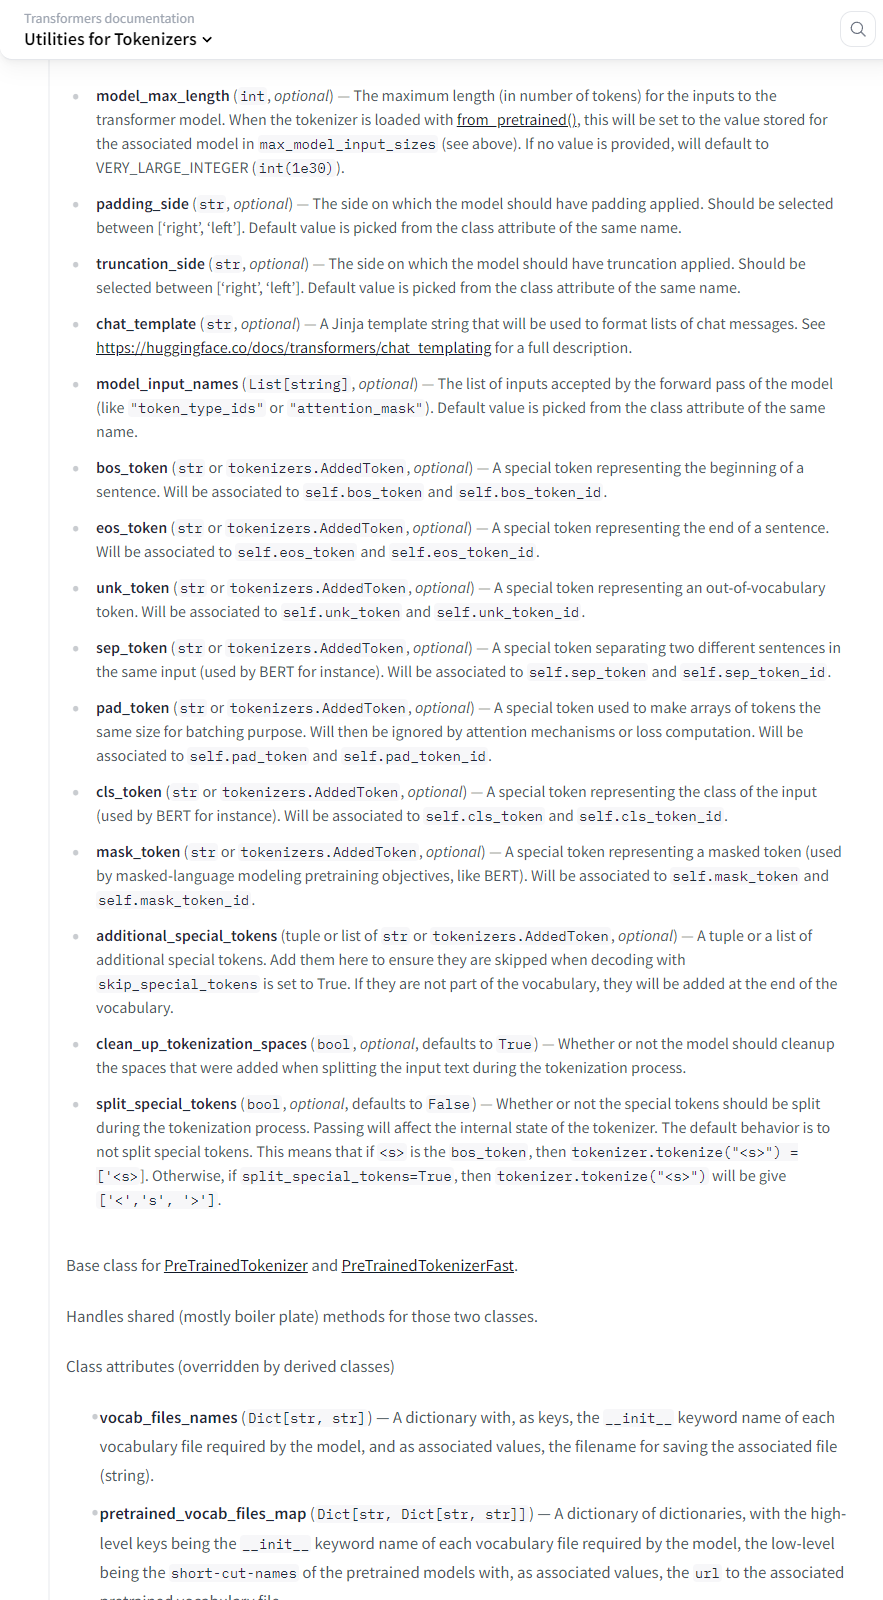 Transformers documentation
Utilities for Tokenizers
model_max_length (int, optional) — The maximum length (in number of tokens) for the inputs to the
transformer model. When the tokenizer is loaded with from_pretrained(), this will be set to the value stored for
the associated model in max_model_input_sizes (see above). If no value is provided, will default to
VERY_LARGE_INTEGER (int(1e30)).
padding_side (str, optional) — The side on which the model should have padding applied. Should be selected
between [‘right’, ‘left’]. Default value is picked from the class attribute of the same name.
truncation_side (str, optional) — The side on which the model should have truncation applied. Should be
selected between [‘right’, ‘left’]. Default value is picked from the class attribute of the same name.
chat_template (str, optional) — A Jinja template string that will be used to format lists of chat messages. See
https://huggingface.co/docs/transformers/chat_templating for a full description.
model_input_names (List[string], optional) — The list of inputs accepted by the forward pass of the model
(like "token_type_ids" or "attention_mask"). Default value is picked from the class attribute of the same
name.
bos_token (str or tokenizers.AddedToken, optional) — A special token representing the beginning of a
sentence. Will be associated to self.bos_token and self.bos_token_id.
eos_token (str or tokenizers.AddedToken, optional) — A special token representing the end of a sentence.
Will be associated to self.eos_token and self.eos_token_id.
unk_token (str or tokenizers.AddedToken, optional) — A special token representing an out-of-vocabulary
token. Will be associated to self.unk_token and self.unk_token_id.
sep_token (str or tokenizers.AddedToken, optional) — A special token separating two different sentences in
the same input (used by BERT for instance). Will be associated to self.sep_token and self.sep_token_id.
pad_token (str or tokenizers.AddedToken, optional) — A special token used to make arrays of tokens the
same size for batching purpose. Will then be ignored by attention mechanisms or loss computation. Will be
associated to self.pad_token and self.pad_token_id.
cls_token (str or tokenizers.AddedToken, optional) — A special token representing the class of the input
(used by BERT for instance). Will be associated to self.cls_token and self.cls_token_id.
mask_token (str or tokenizers.AddedToken, optional) — A special token representing a masked token (used
by masked-language modeling pretraining objectives, like BERT). Will be associated to self.mask_token and
self.mask_token_id.
additional_special_tokens (tuple or list of str or tokenizers.AddedToken, optional) — A tuple or a list of
additional special tokens. Add them here to ensure they are skipped when decoding with
skip_special_tokens is set to True. If they are not part of the vocabulary, they will be added at the end of the
vocabulary.
clean_up_tokenization_spaces (bool, optional, defaults to True) — Whether or not the model should cleanup
the spaces that were added when splitting the input text during the tokenization process.
split_special_tokens (bool, optional, defaults to False) — Whether or not the special tokens should be split
during the tokenization process. Passing will affect the internal state of the tokenizer. The default behavior is to
not split special tokens. This means that if <s> is the bos_token, then tokenizer.tokenize("<s>") =
['<s>]. Otherwise, if split_special_tokens=True, then tokenizer.tokenize("<s>") will be give
['<','s', '>'].
Base class for PreTrainedTokenizer and PreTrainedTokenizerFast.
Handles shared (mostly boiler plate) methods for those two classes.
Class attributes (overridden by derived classes)
vocab_files_names (Dict[str, str]) — A dictionary with, as keys, the __init__ keyword name of each
vocabulary file required by the model, and as associated values, the filename for saving the associated file
(string).
pretrained_vocab_files_map (Dict[str, Dict[str, str]]) — A dictionary of dictionaries, with the high-
level keys being the __init__ keyword name of each vocabulary file required by the model, the low-level
being the short-cut-names of the pretrained models with, as associated values, the url to the associated
pretrained vocabulary file.